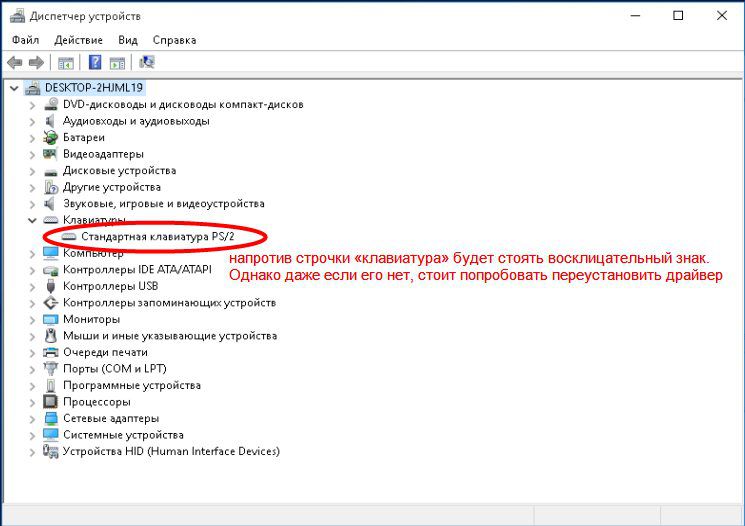 Диспетчер устройств
Файл Действие Вид Справка
DESKTOP-2HJML19
DVD-дисководы и дисководы компакт-дисков
Аудиовходы и аудиовыходы
Батареи
Видеоадаптеры
Дисковые устройства
Другие устройства
Звуковые, игровые и видеоустройства
Клавиатуры
Стандартная клавиатура PS/2
Компьютер
напротив строчки «клавиатура» будет стоять восклицательный знак.
Однако даже если его нет, стоит попробовать переустановить драйвер
Контроллеры IDE ATA/ATAPI
Контроллеры USB
Контроллеры запоминающих устройств
Мониторы
Мыши и иные указывающие устройства
Очереди печати
Порты (COM и LPT)
Программные устройства
Процессоры
Сетевые адаптеры
Системные устройства
Устройства HID (Human Interface Devices)